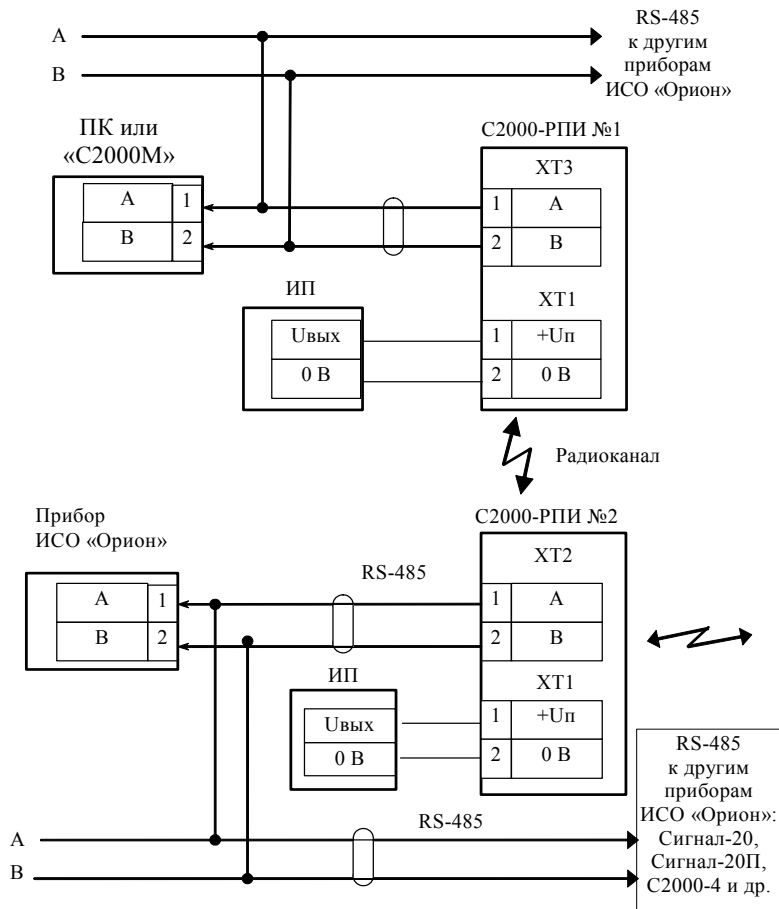 A
RS-485
к другим
приборам
ИСО «Орион»
B
ПК или
«С2000М»
С2000-РПИ №1
XT3
A 1
B 2
1 A
2 B
ИП
XT1
Uвых
0 В
1 +Uп
2 0 В
Радиоканал
Прибор
ИСО «Орион»
С2000-РПИ №2
XT2
RS-485
A 1
B 2
1 A
2 B
ИП
XT1
Uвых
0 В
1 +Uп
2 0 В
RS-485
к другим
приборам
ИСО «Орион»:
Сигнал-20,
Сигнал-20П,
С2000-4 и др.
RS-485
A
B